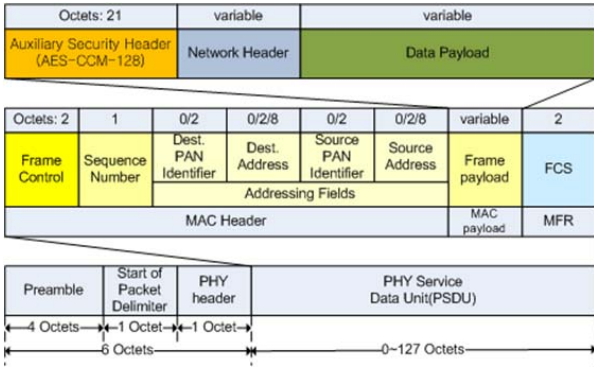 Octets: 21 variable variable
Auxiliary Security Header
(AES-CCM-128)
Network Header
Data Payload
Octets: 2 1 0/2 0/2/8 0/2 0/2/8 variable 2
Frame
Control
Sequence
Number
Dest.
PAN
Identifier
Dest.
Address
Source
PAN
Identifier
Source
Address
Addressing Fields
Frame
payload
FCS
MAC Header
MAC
payload
MFR
Preamble
Start of
Packet
Delimiter
PHY
header
PHY Service
Data Unit(PSDU)
4 Octets 1 Octet 1 Octet
6 Octets 0~127 Octets